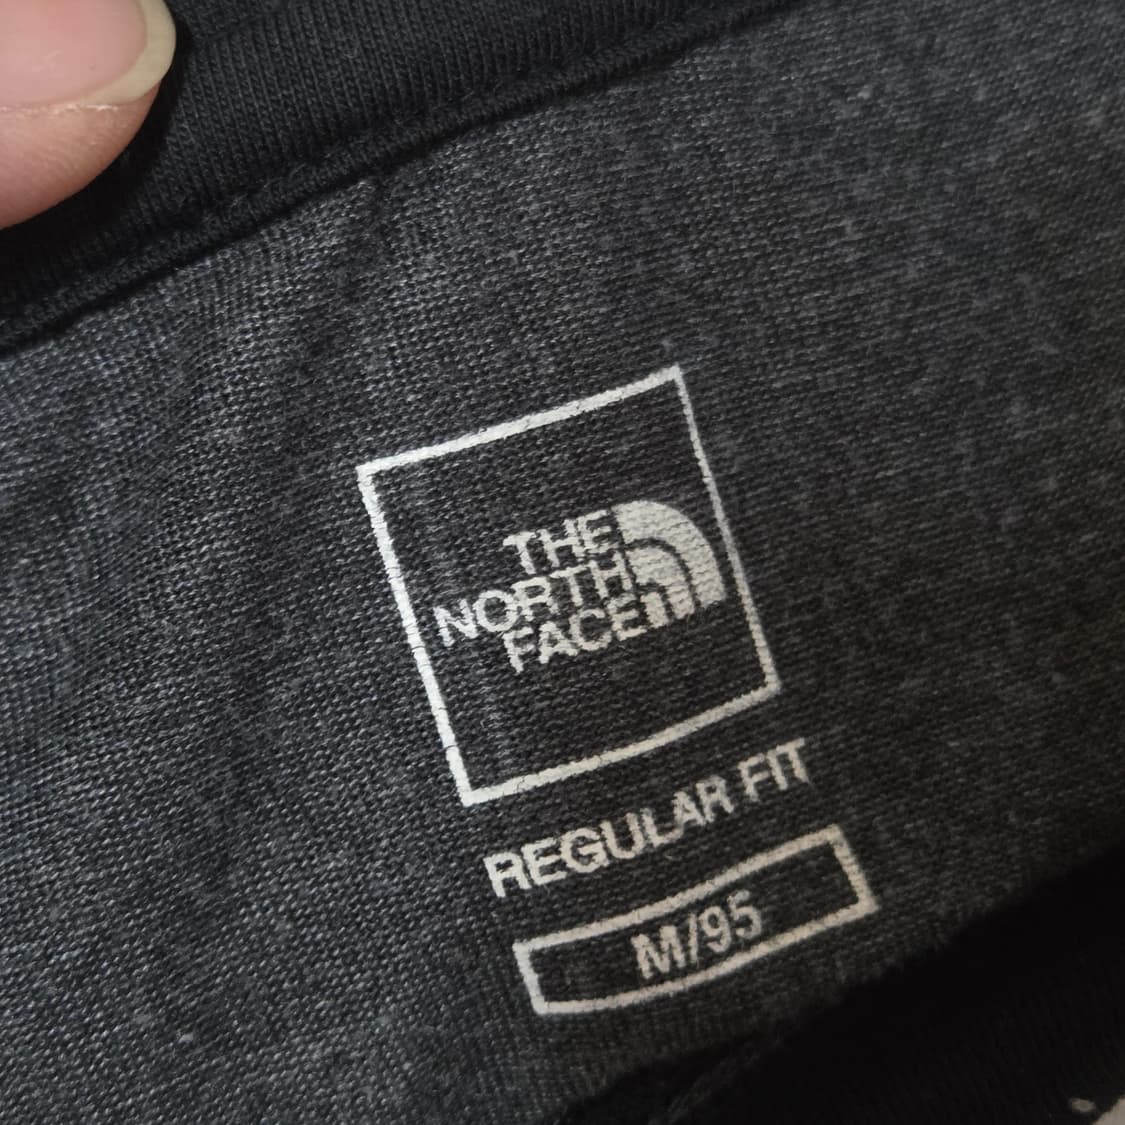 THE
NORTH
FACE
REGULAR FIT
M/95